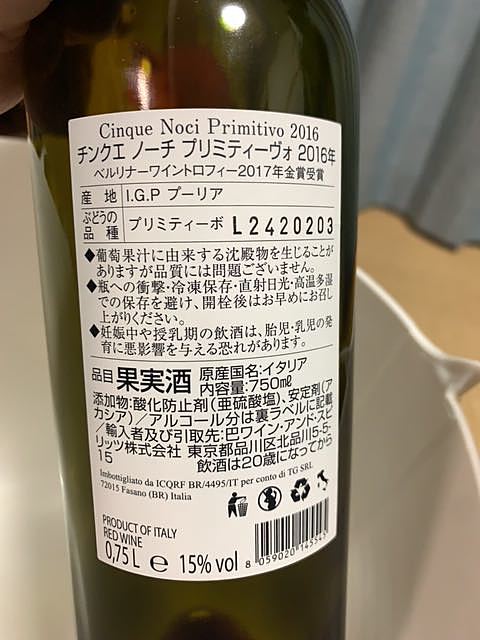 Cinque Noci Primitivo 2016
チンクエ ノーチ プリミティーヴォ 2016年
ベルリナーワイントロフィー2017年金賞受賞
産地 I.G.P プーリア
ぶどうの品種 プリミティーボ L2420203
◆葡萄果汁に由来する沈殿物を生じることが
ありますが品質には問題ございません。
◆瓶への衝撃・冷凍保存・直射日光・高温多湿
での保存を避け、開栓後はお早めにお召し
上がりください。
◆妊娠中や授乳期の飲酒は、胎児・乳児の発
育に悪影響を与える恐れがあります。
品目 果実酒 原産国名:イタリア
内容量:750mℓ
添加物:酸化防止剤(亜硫酸塩)、安定剤(ア
カシア)/アルコール分は裏ラベルに記載
/輸入者及び引取先:巴ワイン・アンド・スピ
リッツ株式会社 東京都品川区北品川5-5-
15 飲酒は20歳になってから
Imbottigliato da ICQRF BR/4495/IT per conto di TG SRL
72015 Fasano (BR) Italia
PRODUCT OF ITALY
RED WINE
0,75 L e 15% vol
8 059020 145545